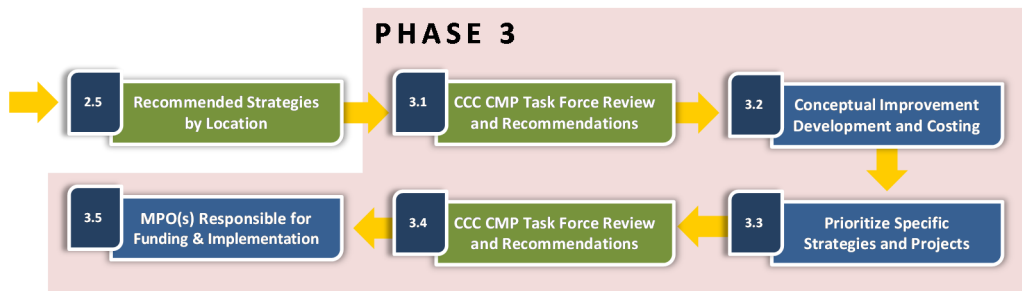 PHASE 3
2.5
Recommended Strategies
by Location
3.1
CCC CMP Task Force Review
and Recommendations
3.2
Conceptual Improvement
Development and Costing
3.3
Prioritize Specific
Strategies and Projects
3.4
CCC CMP Task Force Review
and Recommendations
3.5
MPO(s) Responsible for
Funding & Implementation